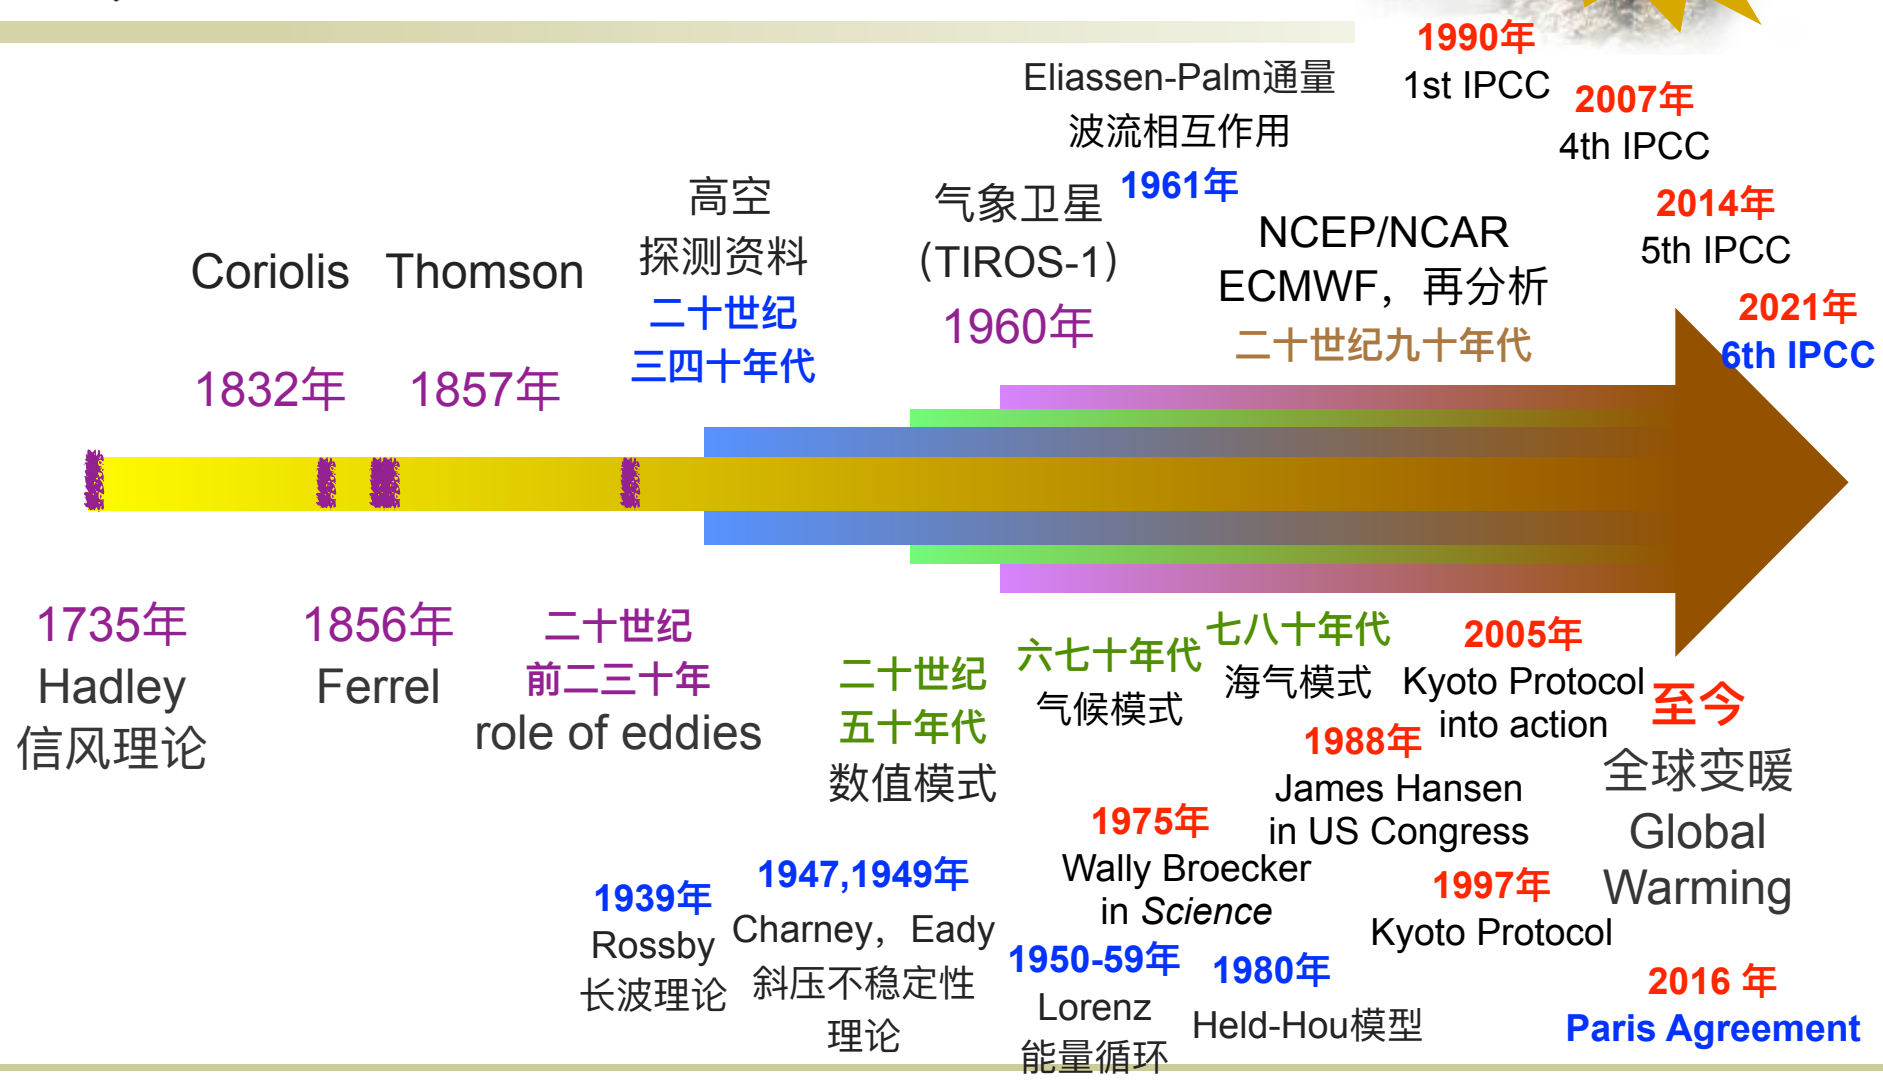 1990年
1st IPCC
2007年
4th IPCC
2014年
5th IPCC
2021年
6th IPCC
Eliassen-Palm通量
波流相互作用
1961年
高空
探测资料
二十世纪
三四十年代
气象卫星
（TIROS-1）
1960年
NCEP/NCAR
ECMWF，再分析
二十世纪九十年代
Coriolis
1832年
Thomson
1857年
1735年
Hadley
信风理论
1856年
Ferrel
二十世纪
前二三十年
role of eddies
二十世纪
五十年代
数值模式
六七十年代
气候模式
七八十年代
海气模式
2005年
Kyoto Protocol
into action
至今
全球变暖
Global
Warming
1988年
James Hansen
in US Congress
1975年
Wally Broecker
in Science
1997年
Kyoto Protocol
1939年
Rossby
长波理论
1947,1949年
Charney，Eady
斜压不稳定性
理论
1950-59年
Lorenz
能量循环
1980年
Held-Hou模型
2016 年
Paris Agreement